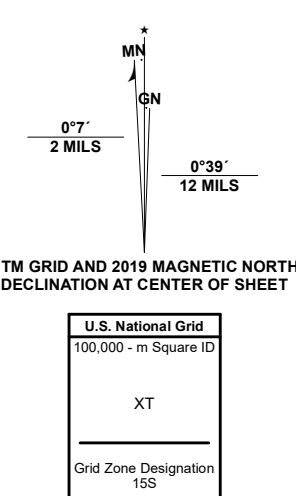 ★
MN
GN
0°7´
2 MILS
0°39´
12 MILS
TM GRID AND 2019 MAGNETIC NORTH
DECLINATION AT CENTER OF SHEET
U.S. National Grid
100,000 - m Square ID
XT
Grid Zone Designation
15S